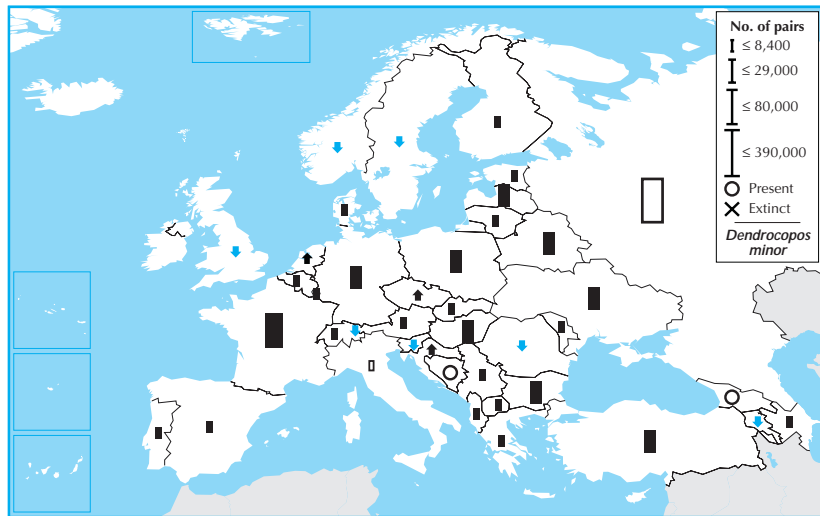 No. of pairs
≤ 8,400
≤ 29,000
≤ 80,000
≤ 390,000
Present
Extinct
Dendrocopos
minor